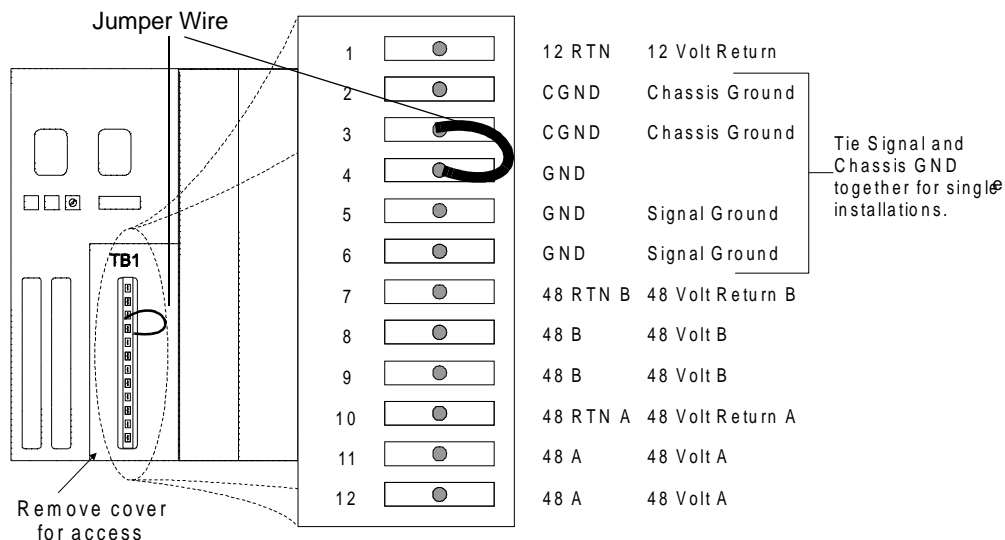 Jumper Wire
1 12 RTN 12 Volt Return
2 CGND Chassis Ground
3 CGND Chassis Ground
4 GND
5 GND Signal Ground
6 GND Signal Ground
7 48 RTN B 48 Volt Return B
8 48 B 48 Volt B
9 48 B 48 Volt B
10 48 RTN A 48 Volt Return A
11 48 A 48 Volt A
12 48 A 48 Volt A
Tie Signal and
Chassis GND
together for single
installations.
TB1
Remove cover
for access